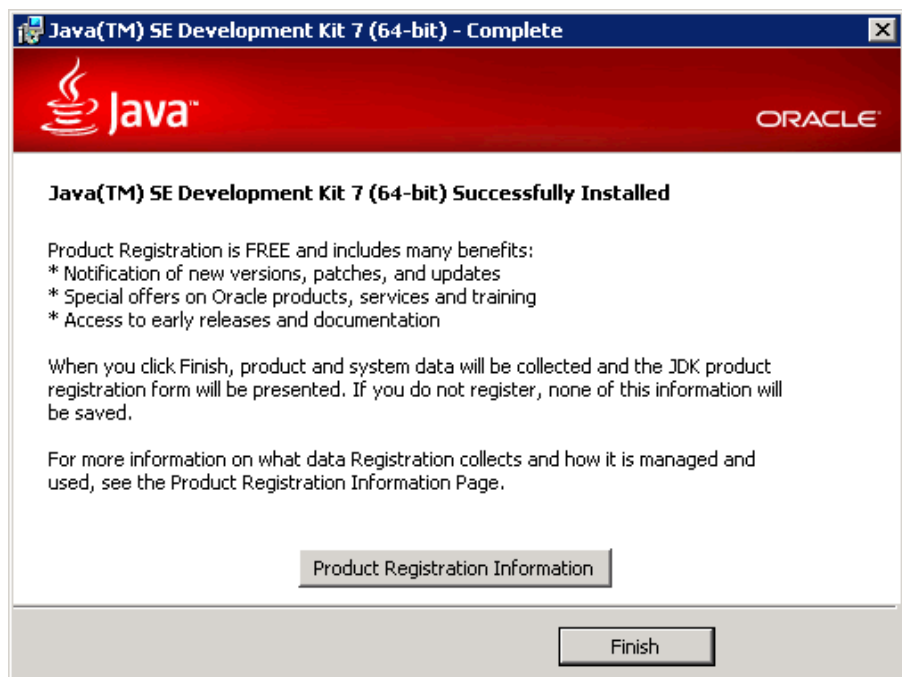 Java(TM) SE Development Kit 7 (64-bit) - Complete
Java™
ORACLE
Java(TM) SE Development Kit 7 (64-bit) Successfully Installed
Product Registration is FREE and includes many benefits:
* Notification of new versions, patches, and updates
* Special offers on Oracle products, services and training
* Access to early releases and documentation
When you click Finish, product and system data will be collected and the JDK product
registration form will be presented. If you do not register, none of this information will
be saved.
For more information on what data Registration collects and how it is managed and
used, see the Product Registration Information Page.
Product Registration Information
Finish